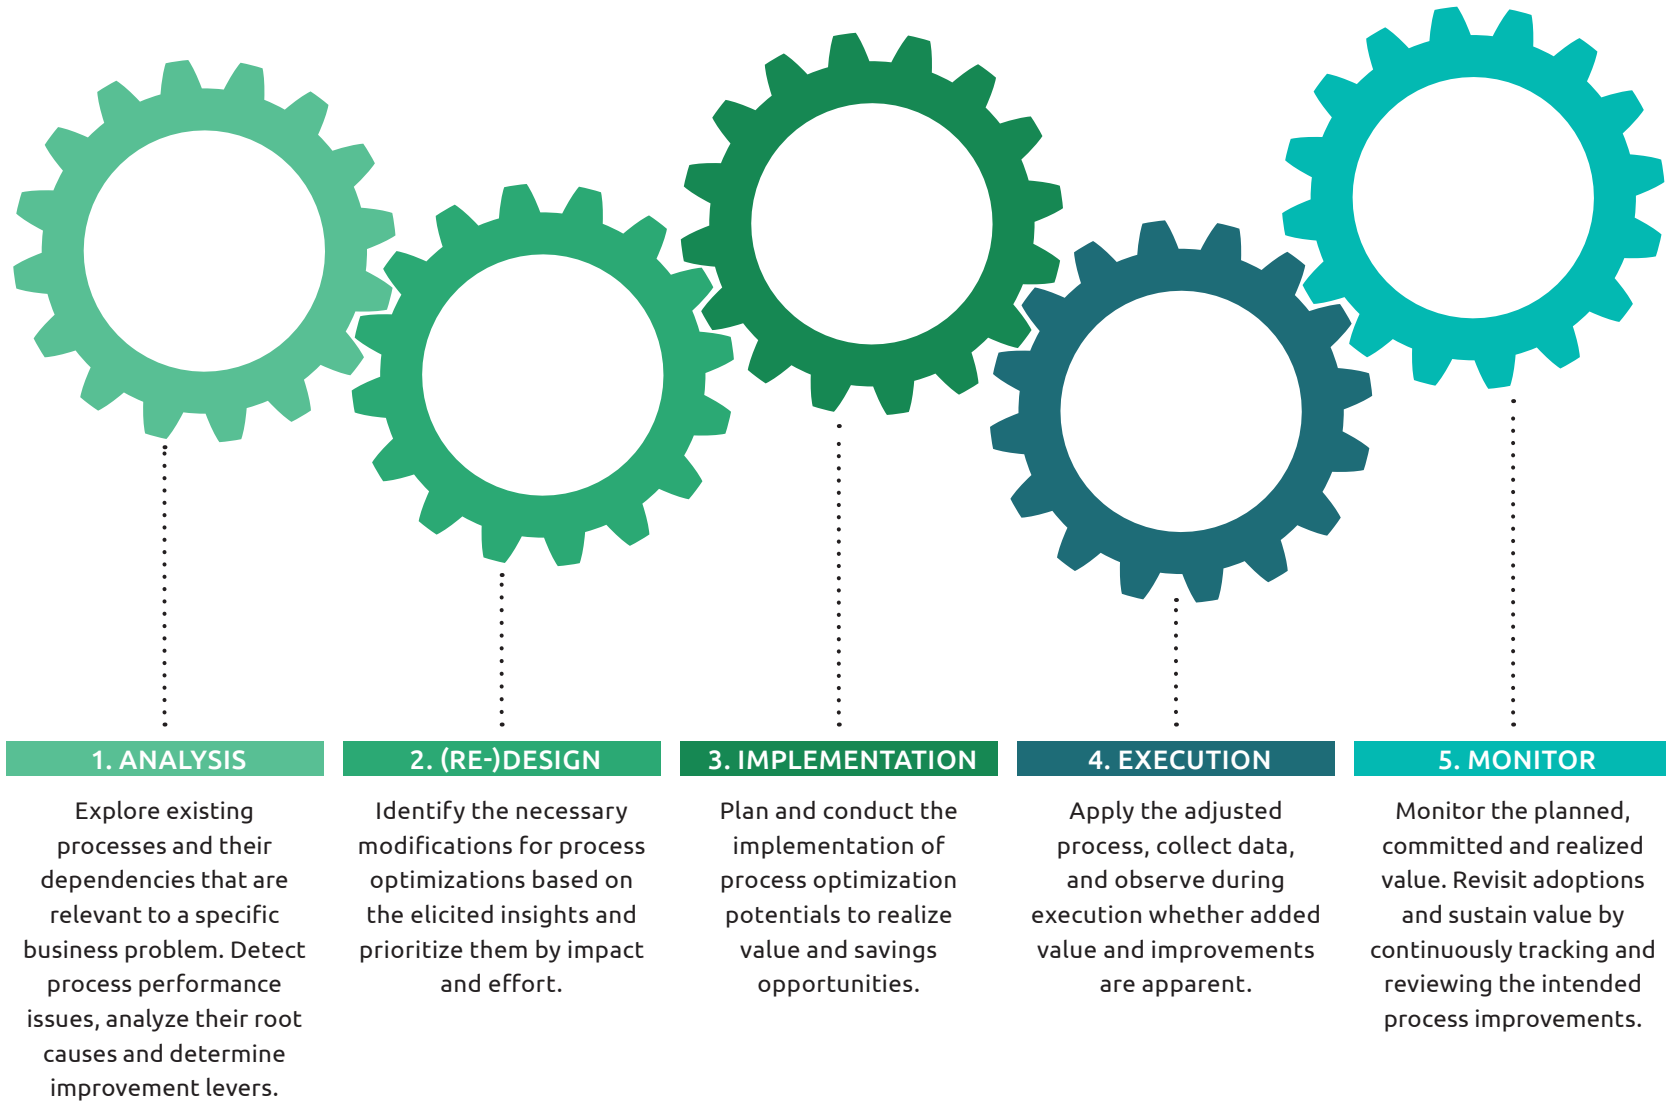 1. ANALYSIS
Explore existing
processes and their
dependencies that are
relevant to a specific
business problem. Detect
process performance
issues, analyze their root
causes and determine
improvement levers.
2. (RE-)DESIGN
Identify the necessary
modifications for process
optimizations based on
the elicited insights and
prioritize them by impact
and effort.
3. IMPLEMENTATION
Plan and conduct the
implementation of
process optimization
potentials to realize
value and savings
opportunities.
4. EXECUTION
Apply the adjusted
process, collect data,
and observe during
execution whether added
value and improvements
are apparent.
5. MONITOR
Monitor the planned,
committed and realized
value. Revisit adoptions
and sustain value by
continuously tracking and
reviewing the intended
process improvements.